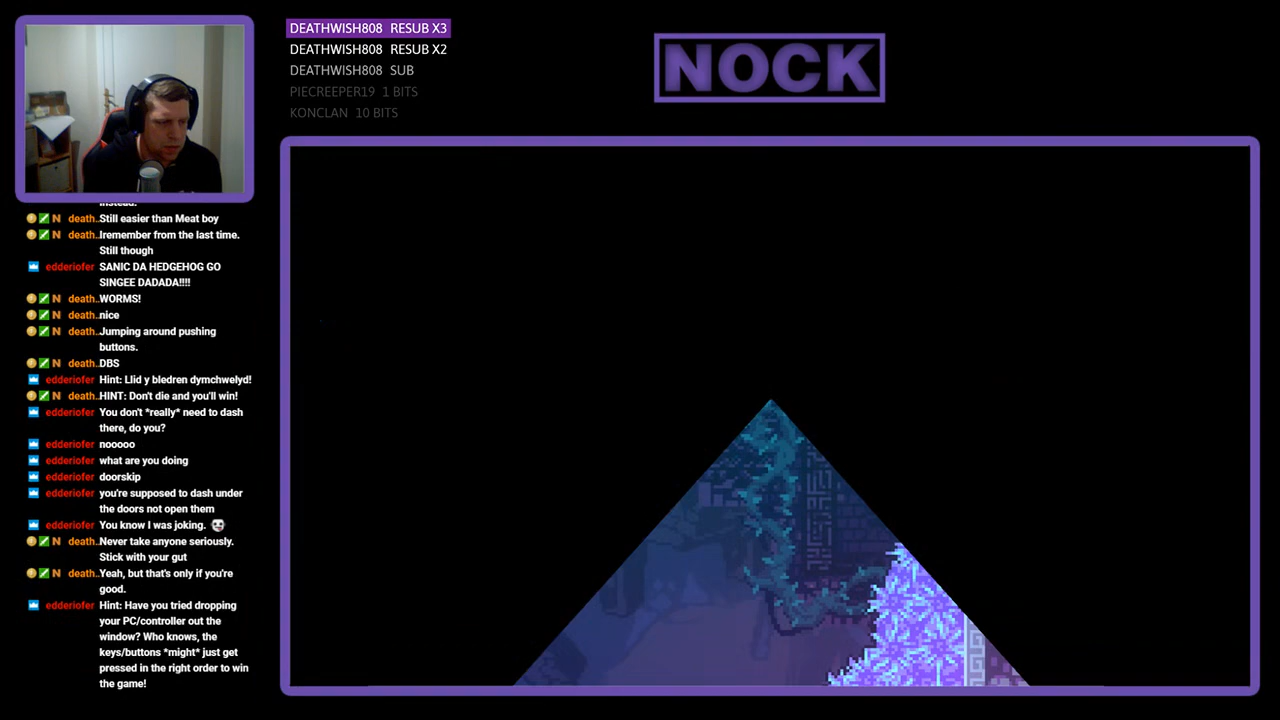 DEATHWISH808 RESUB X3
DEATHWISH808 RESUB X2
DEATHWISH808 SUB
PIECREEPER19 1 BITS
KONCLAN 10 BITS
NOCK
instead.
N death..Still easier than Meat boy
N death..Iremember from the last time.
Still though
edderiofer SANIC DA HEDGEHOG GO
SINGEE DADADA!!!!
N death..WORMS!
N death..nice
N death..Jumping around pushing
buttons.
N death..DBS
edderiofer Hint: Llid y bledren dymchwelyd!
N death..HINT: Don't die and you'll win!
edderiofer You don't *really* need to dash
there, do you?
edderiofer nooooo
edderiofer what are you doing
edderiofer doorskip
edderiofer you're supposed to dash under
the doors not open them
edderiofer You know I was joking.
N death..Never take anyone seriously.
Stick with your gut
N death..Yeah, but that's only if you're
good.
edderiofer Hint: Have you tried dropping
your PC/controller out the
window? Who knows, the
keys/buttons *might* just get
pressed in the right order to win
the game!